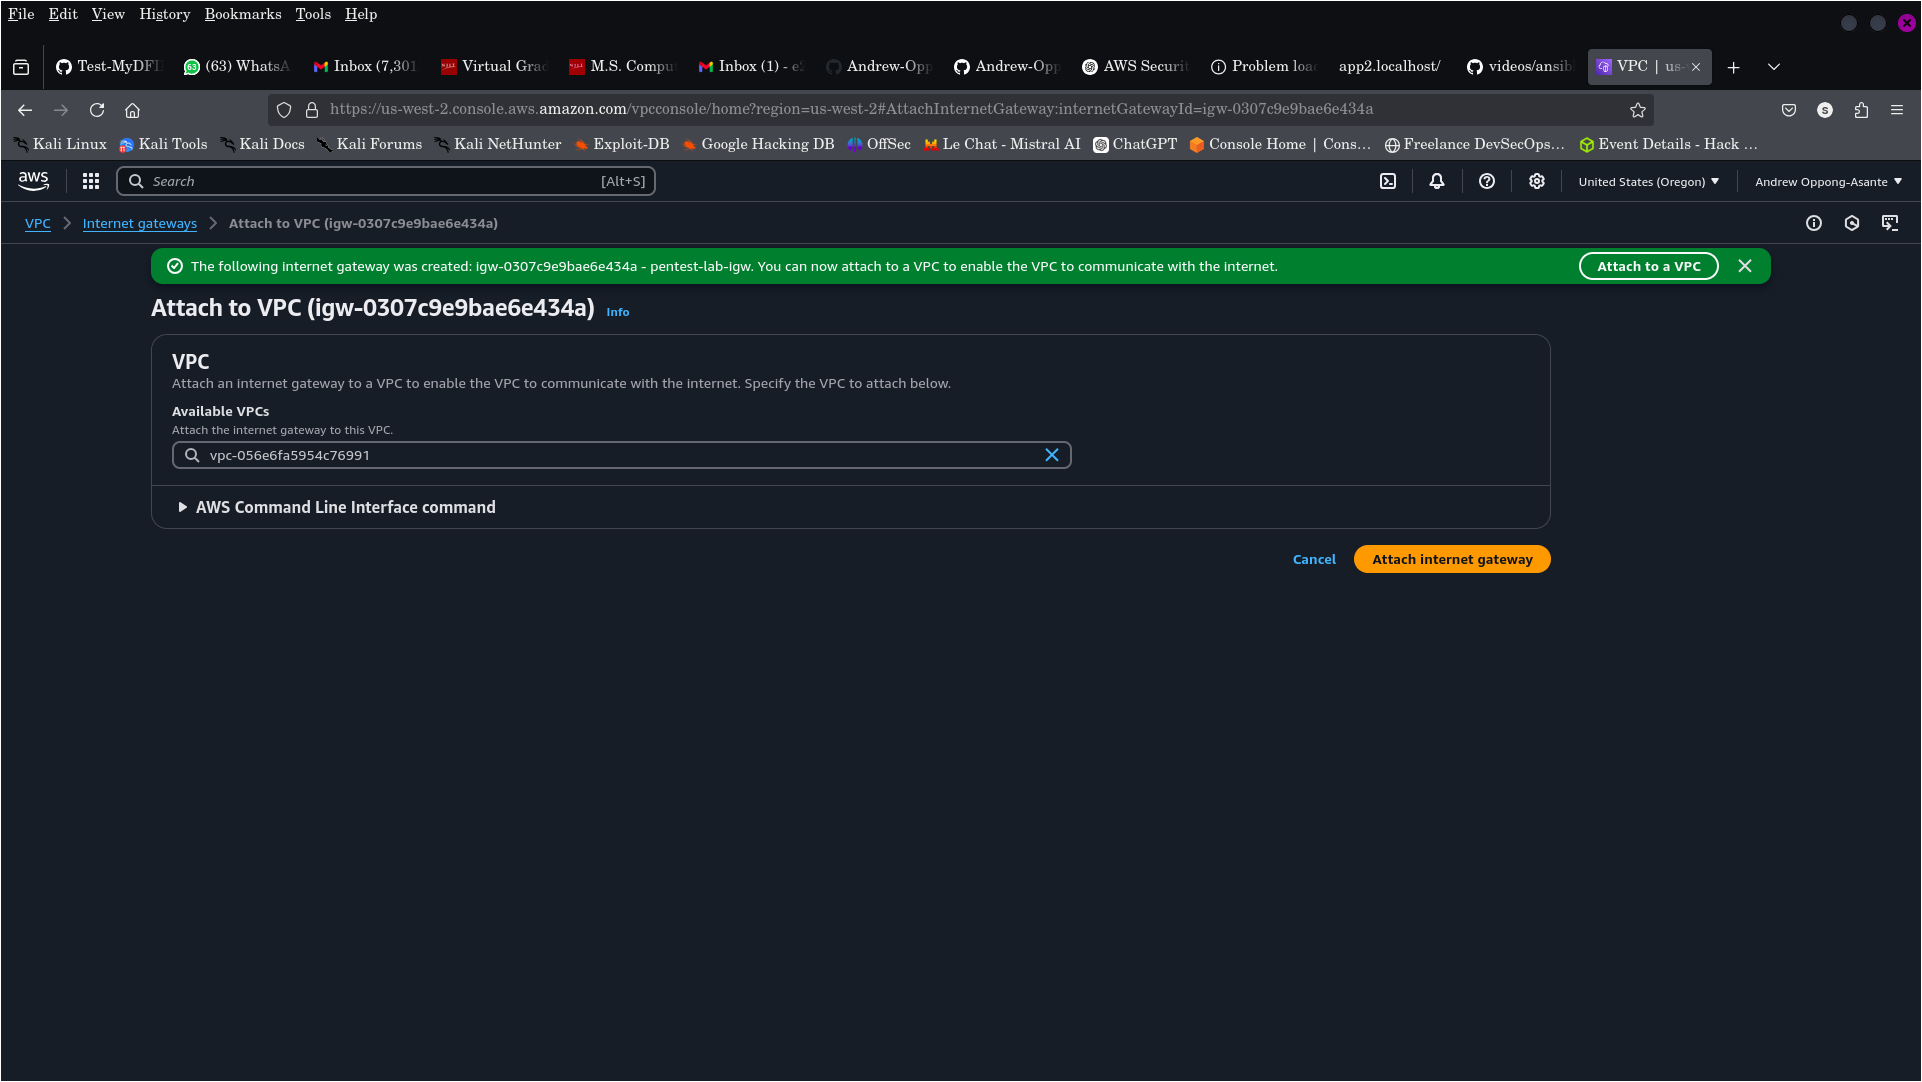 File Edit View History Bookmarks Tools Help
Test-MyDFI (63) WhatsA Inbox (7,301 Virtual Grad M.S. Compu Inbox (1) - e2 Andrew-Opp Andrew-Opp AWS Securit Problem loa app2.localhost/ videos/ansib VPC | us-
https://us-west-2.console.aws.amazon.com/vpcconsole/home?region=us-west-2#AttachInternetGateway:internetGatewayId=igw-0307c9e9bae6e434a S
Kali Linux Kali Tools Kali Docs Kali Forums Kali NetHunter Exploit-DB Google Hacking DB OffSec Le Chat - Mistral AI ChatGPT Console Home | Cons… Freelance DevSecOps… Event Details - Hack …
aws Search [Alt+S] United States (Oregon) Andrew Oppong-Asante
VPC Internet gateways Attach to VPC (igw-0307c9e9bae6e434a)
The following internet gateway was created: igw-0307c9e9bae6e434a - pentest-lab-igw. You can now attach to a VPC to enable the VPC to communicate with the internet. Attach to a VPC
Attach to VPC (igw-0307c9e9bae6e434a) Info
VPC
Attach an internet gateway to a VPC to enable the VPC to communicate with the internet. Specify the VPC to attach below.
Available VPCs
Attach the internet gateway to this VPC.
vpc-056e6fa5954c76991
AWS Command Line Interface command
Cancel Attach internet gateway